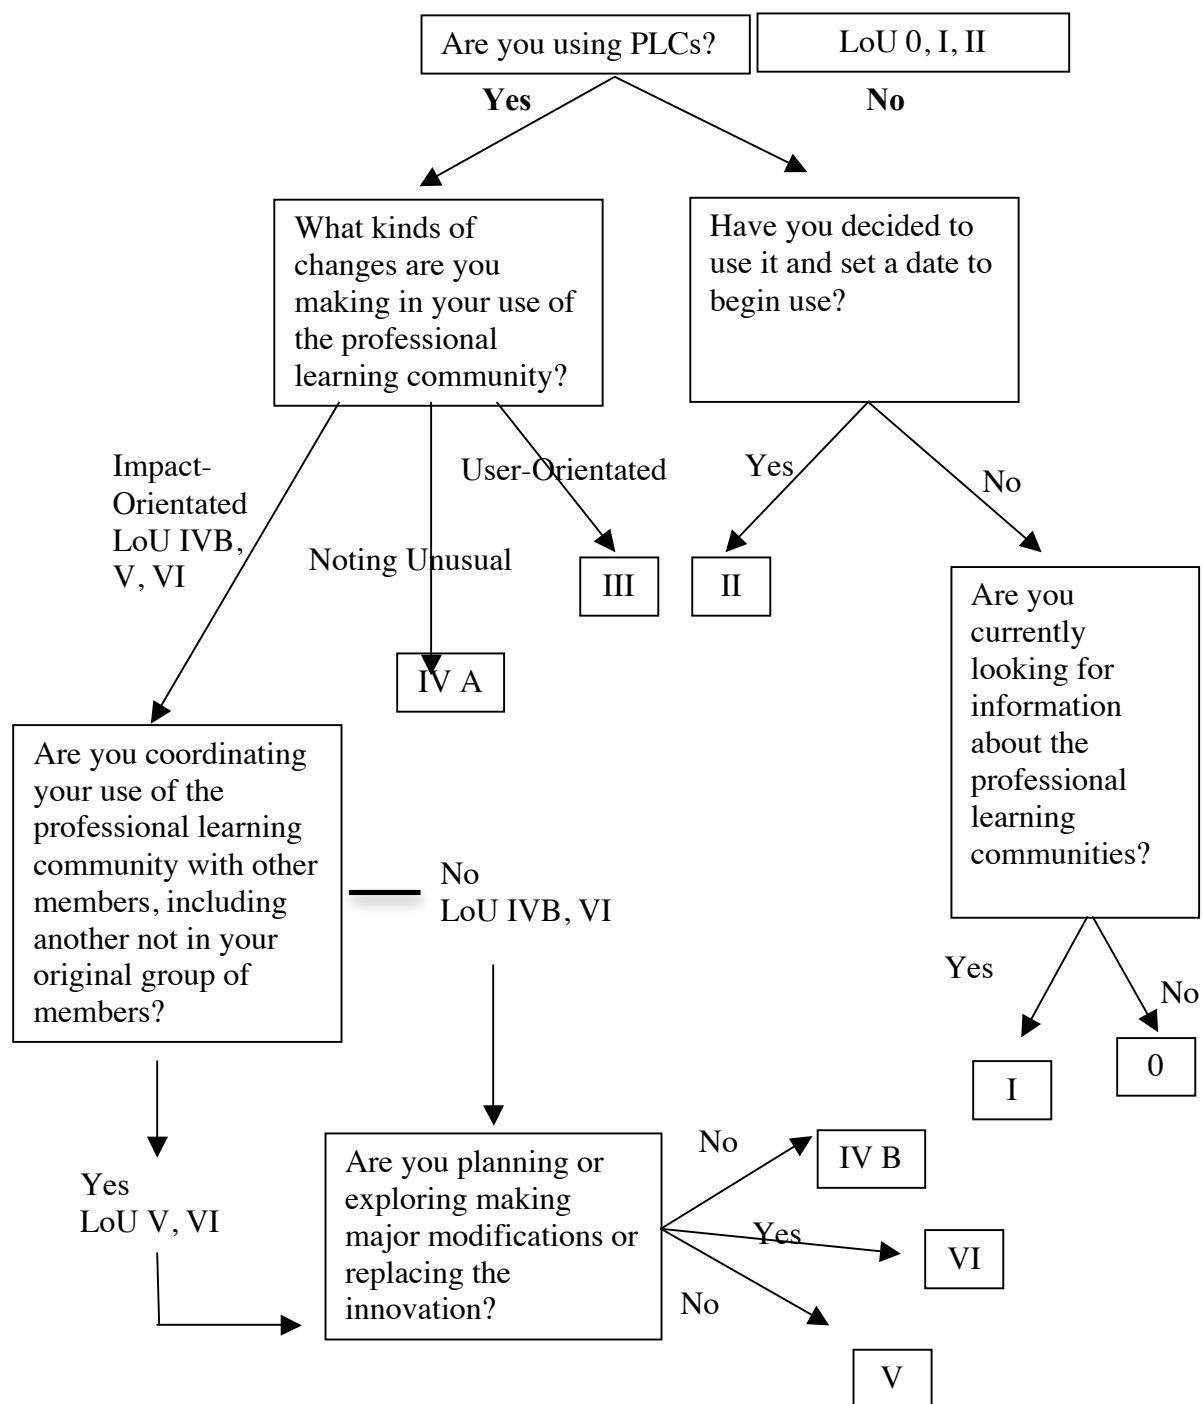 Are you using PLCs?
LoU 0, I, II
Yes
No
What kinds of
changes are you
making in your use of
the professional
learning community?
Have you decided to
use it and set a date to
begin use?
Impact-
Orientated
LoU IVB,
V, VI
Noting Unusual
User-Orientated
Yes
No
III
II
IV A
Are you
currently
looking for
information
about the
professional
learning
communities?
Are you coordinating
your use of the
professional learning
community with other
members, including
another not in your
original group of
members?
No
LoU IVB, VI
Yes
No
I
0
Yes
LoU V, VI
Are you planning or
exploring making
major modifications or
replacing the
innovation?
No
IV B
Yes
VI
No
V